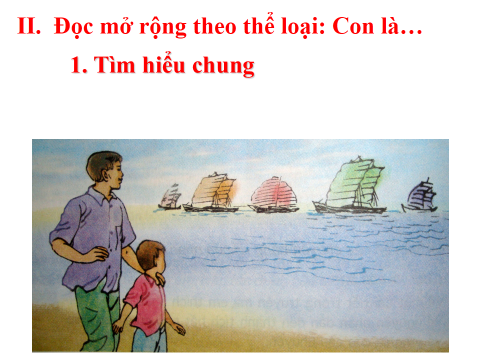 II. Đọc mở rộng theo thể loại: Con là…
1. Tìm hiểu chung